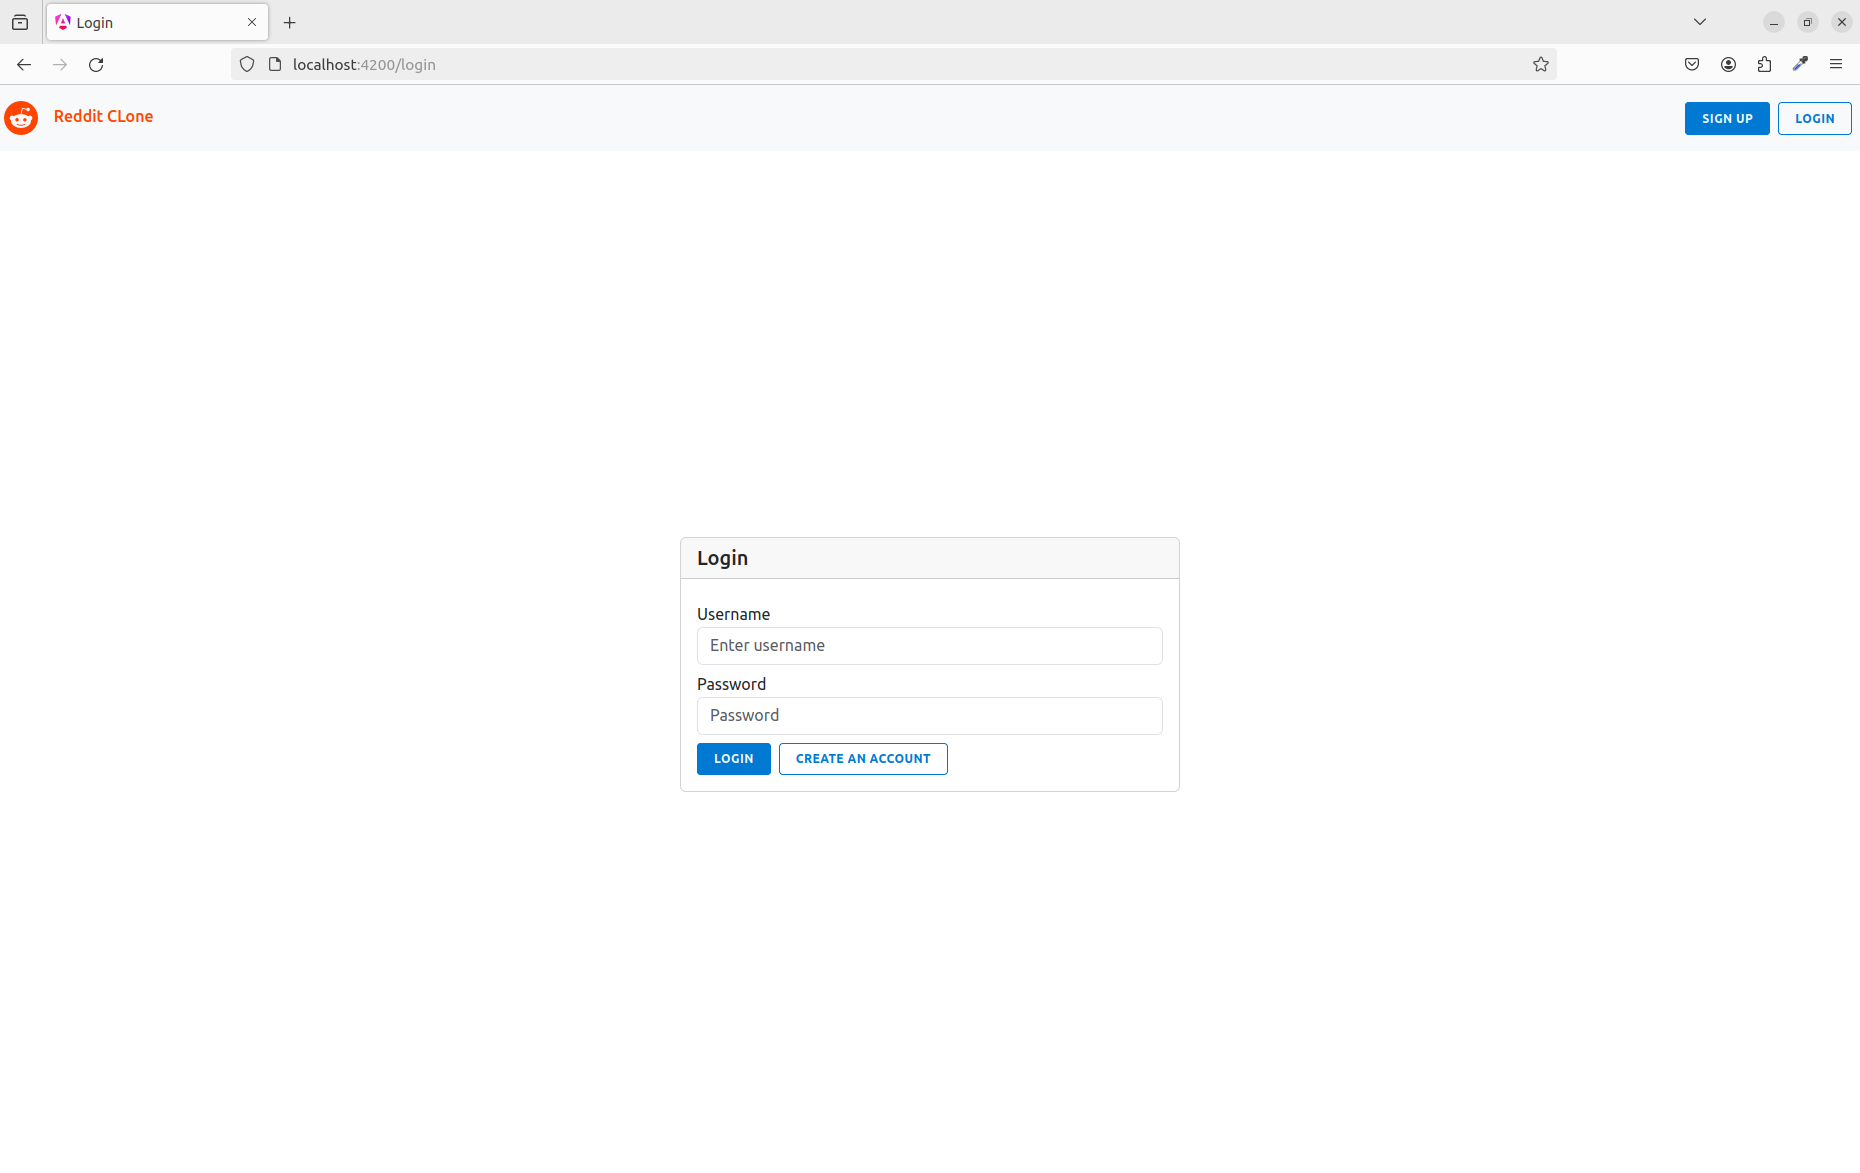 Login
localhost:4200/login
Reddit CLone
SIGN UP
LOGIN
Login
Username
Enter username
Password
Password
LOGIN
CREATE AN ACCOUNT